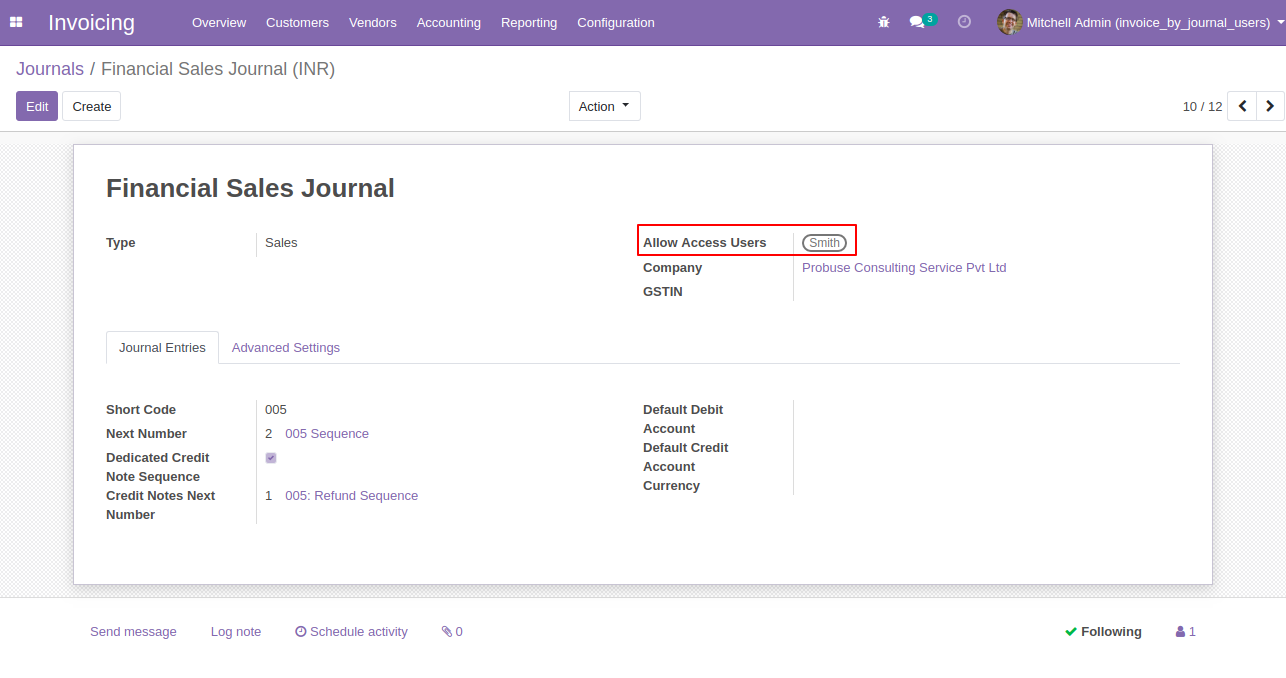 Invoicing Overview Customers Vendors Accounting Reporting Configuration 3 Mitchell Admin (invoice_by_journal_users)
Journals / Financial Sales Journal (INR)
Edit Create Action 10 / 12
Financial Sales Journal
Type Sales
Allow Access Users Smith
Company Probuse Consulting Service Pvt Ltd
GSTIN
Journal Entries Advanced Settings
Short Code 005
Next Number 2 005 Sequence
Dedicated Credit
Note Sequence
Credit Notes Next 1 005: Refund Sequence
Number
Default Debit
Account
Default Credit
Account
Currency
Send message Log note Schedule activity 0 Following 1